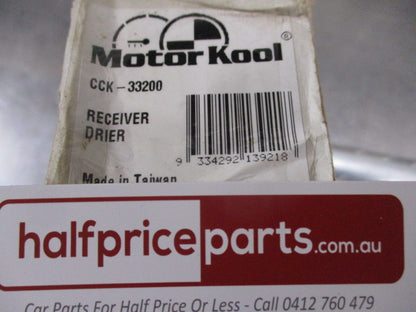 MotorKool®
CCK-33200
RECEIVER
DRIER
9 334292 139218
Made in Taiwan
halfpriceparts.com.au
Car Parts For Half Price Or Less - Call 0412 760 479